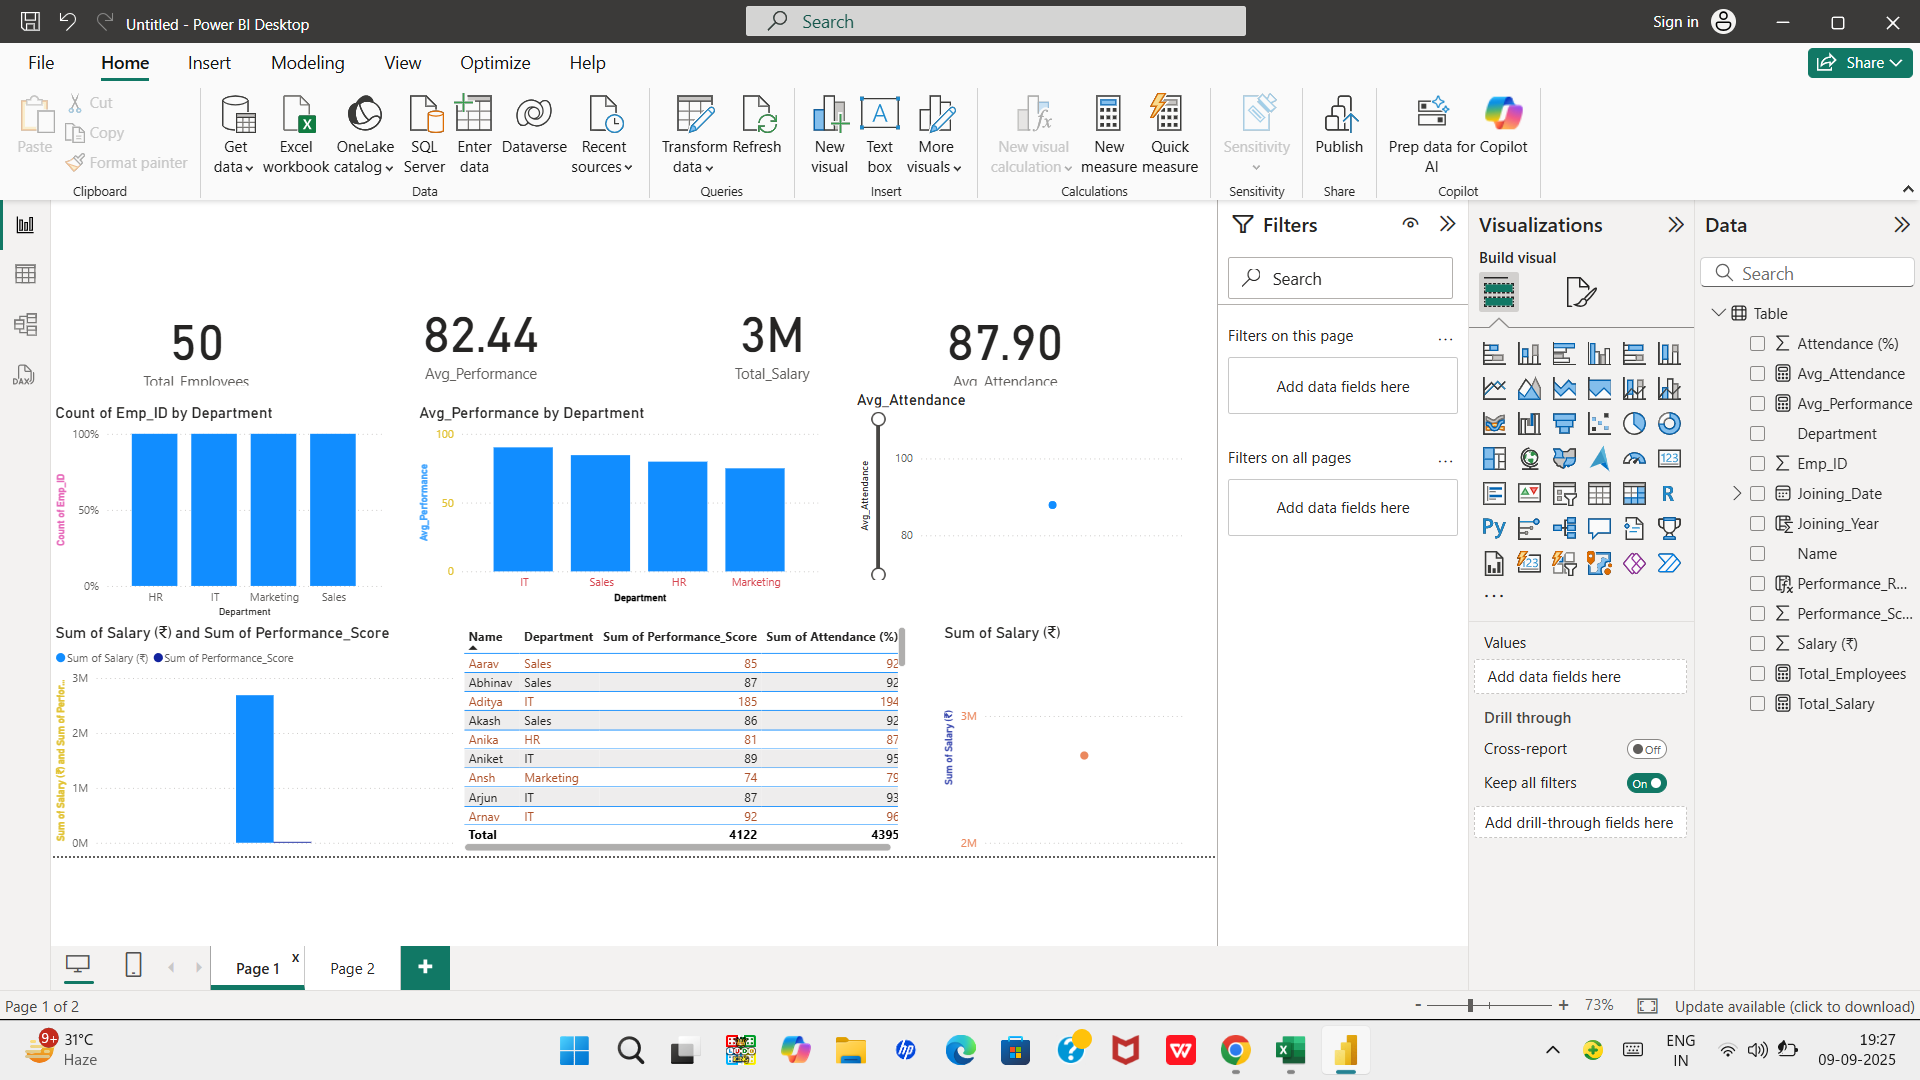 Untitled - Power BI Desktop
Search
Sign in
File
Home
Insert
Modeling
View
Optimize
Help
Share
Paste
Cut
Copy
Format painter
Clipboard
Get data
Excel workbook
OneLake catalog
SQL Server
Enter data
Dataverse
Recent sources
Data
Transform data
Refresh
Queries
New visual
Text box
More visuals
Insert
New visual calculation
New measure
Quick measure
Calculations
Sensitivity
Sensitivity
Publish
Share
Prep data for AI
Copilot
Copilot
50
Total_Employees
82.44
Avg_Performance
3M
Total_Salary
87.90
Avg_Attendance
Count of Emp_ID by Department
Count of Emp_ID
100%
50%
0%
HR IT Marketing Sales
Department
Avg_Performance by Department
Avg_Performance
100
50
0
IT Sales HR Marketing
Department
Avg_Attendance
Avg_Attendance
100
80
Sum of Salary (₹) and Sum of Performance_Score
Sum of Salary (₹) Sum of Performance_Score
Sum of Salary (₹) and Sum of Perfor...
3M
2M
1M
0M
Name Department Sum of Performance_Score Sum of Attendance (%)
Aarav Sales 85 92
Abhinav Sales 87 92
Aditya IT 185 194
Akash Sales 86 92
Anika HR 81 87
Aniket IT 89 95
Ansh Marketing 74 79
Arjun IT 87 93
Arnav IT 92 96
Total 4122 4395
Sum of Salary (₹)
Sum of Salary (₹)
3M
2M
Filters
Search
Filters on this page ...
Add data fields here
Filters on all pages ...
Add data fields here
Visualizations
Build visual
123
R
Py
123
...
Values
Add data fields here
Drill through
Cross-report
Off
Keep all filters
On
Add drill-through fields here
Data
Search
Table
Attendance (%)
Avg_Attendance
Avg_Performance
Department
Emp_ID
Joining_Date
Joining_Year
Name
Performance_R...
Performance_Sc...
Salary (₹)
Total_Employees
Total_Salary
DAX
Page 1 x
Page 2
+
Page 1 of 2
- + 73%
Update available (click to download)
9+
31°C
Haze
LUDO KING
hp
W
ENG
IN
19:27
09-09-2025